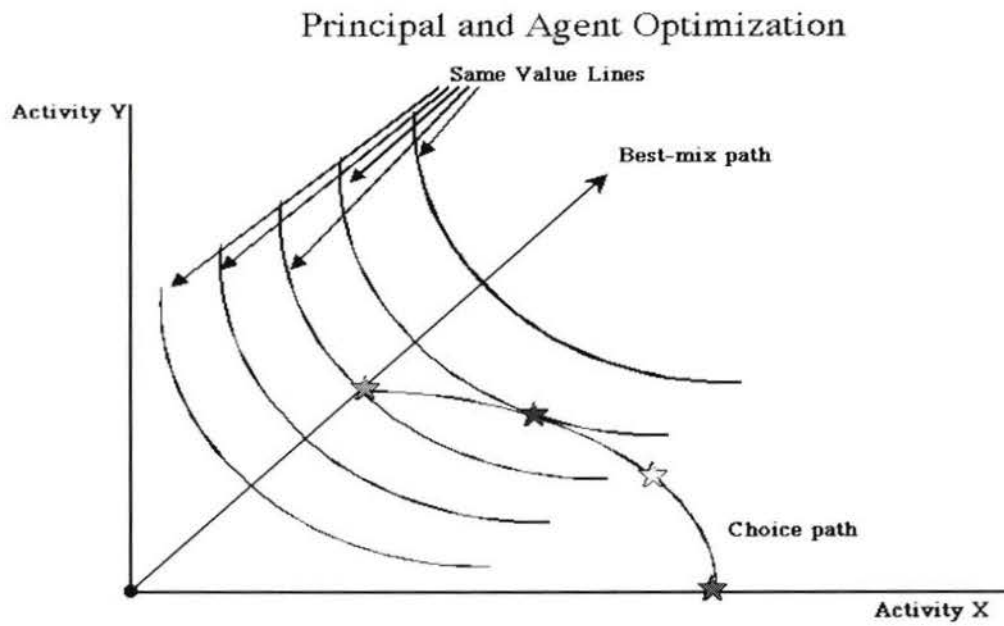 Principal and Agent Optimization
Same Value Lines
Activity Y
Best-mix path
Choice path
Activity X